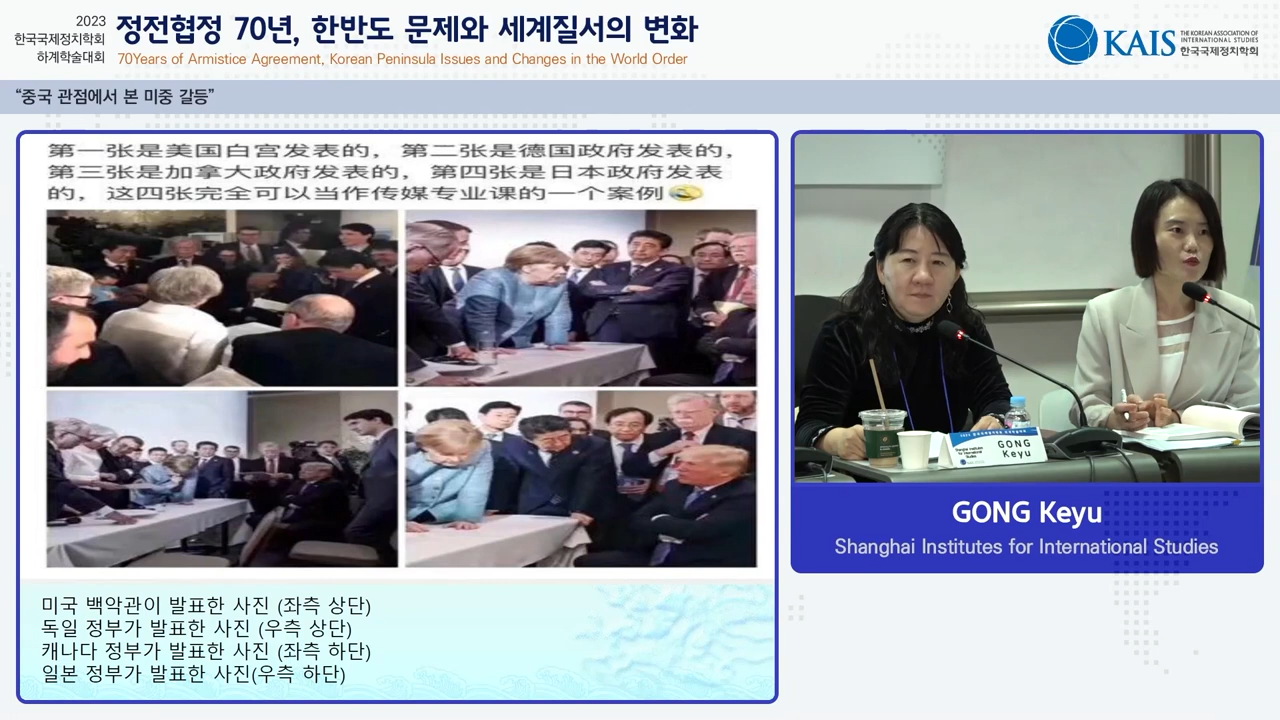 2023
한국국제정치학회
하계학술대회
정전협정 70년, 한반도 문제와 세계질서의 변화
70Years of Armistice Agreement, Korean Peninsula Issues and Changes in the World Order
KAIS
THE KOREAN ASSOCIATION OF
INTERNATIONAL STUDIES
한국국제정치학회
“중국 관점에서 본 미중 갈등”
第一张是美国白宫发表的，第二张是德国政府发表的，
第三张是加拿大政府发表的，第四张是日本政府发表
的，这四张完全可以当作传媒专业课的一个案例
미국 백악관이 발표한 사진 (좌측 상단)
독일 정부가 발표한 사진 (우측 상단)
캐나다 정부가 발표한 사진 (좌측 하단)
일본 정부가 발표한 사진(우측 하단)
GONG
Keyu
GONG Keyu
Shanghai Institutes for International Studies